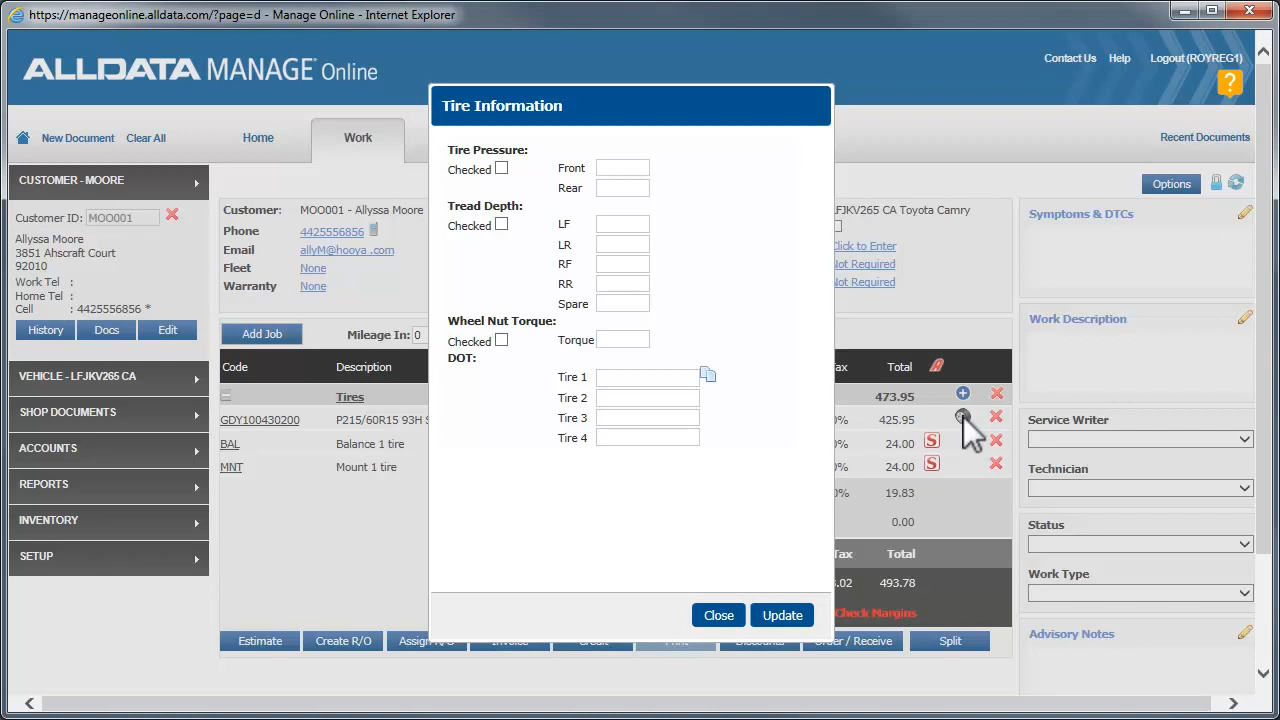 https://manageonline.alldata.com/?page=d - Manage Online - Internet Explorer
ALLDATA MANAGE Online
Contact Us Help Logout (ROYREG1)
?
New Document Clear All Home Work Recent Documents
Tire Information
CUSTOMER - MOORE
Customer ID: MOO001
Allyssa Moore
3851 Ahscraft Court
92010
Work Tel :
Home Tel :
Cell : 4425556856 *
History Docs Edit
VEHICLE - LFJKV265 CA
SHOP DOCUMENTS
ACCOUNTS
REPORTS
INVENTORY
SETUP
Customer: MOO001 - Allyssa Moore
Phone 4425556856
Email allyM@hooya .com
Fleet None
Warranty None
Add Job Mileage In: 0
Code Description
Tires
GDY100430200 P215/60R15 93H S
BAL Balance 1 tire
MNT Mount 1 tire
Tire Pressure:
Checked Front
Rear
Tread Depth:
Checked LF
LR
RF
RR
Spare
Wheel Nut Torque:
Checked Torque
DOT:
Tire 1
Tire 2
Tire 3
Tire 4
Close Update
Options
LFJKV265 CA Toyota Camry
Click to Enter
Not Required
Not Required
Total
473.95
425.95
24.00 S
24.00 S
19.83
0.00
Tax Total
493.78
Check Margins
Estimate Create R/O Order / Receive Split
Symptoms & DTCs
Work Description
Service Writer
Technician
Status
Work Type
Advisory Notes